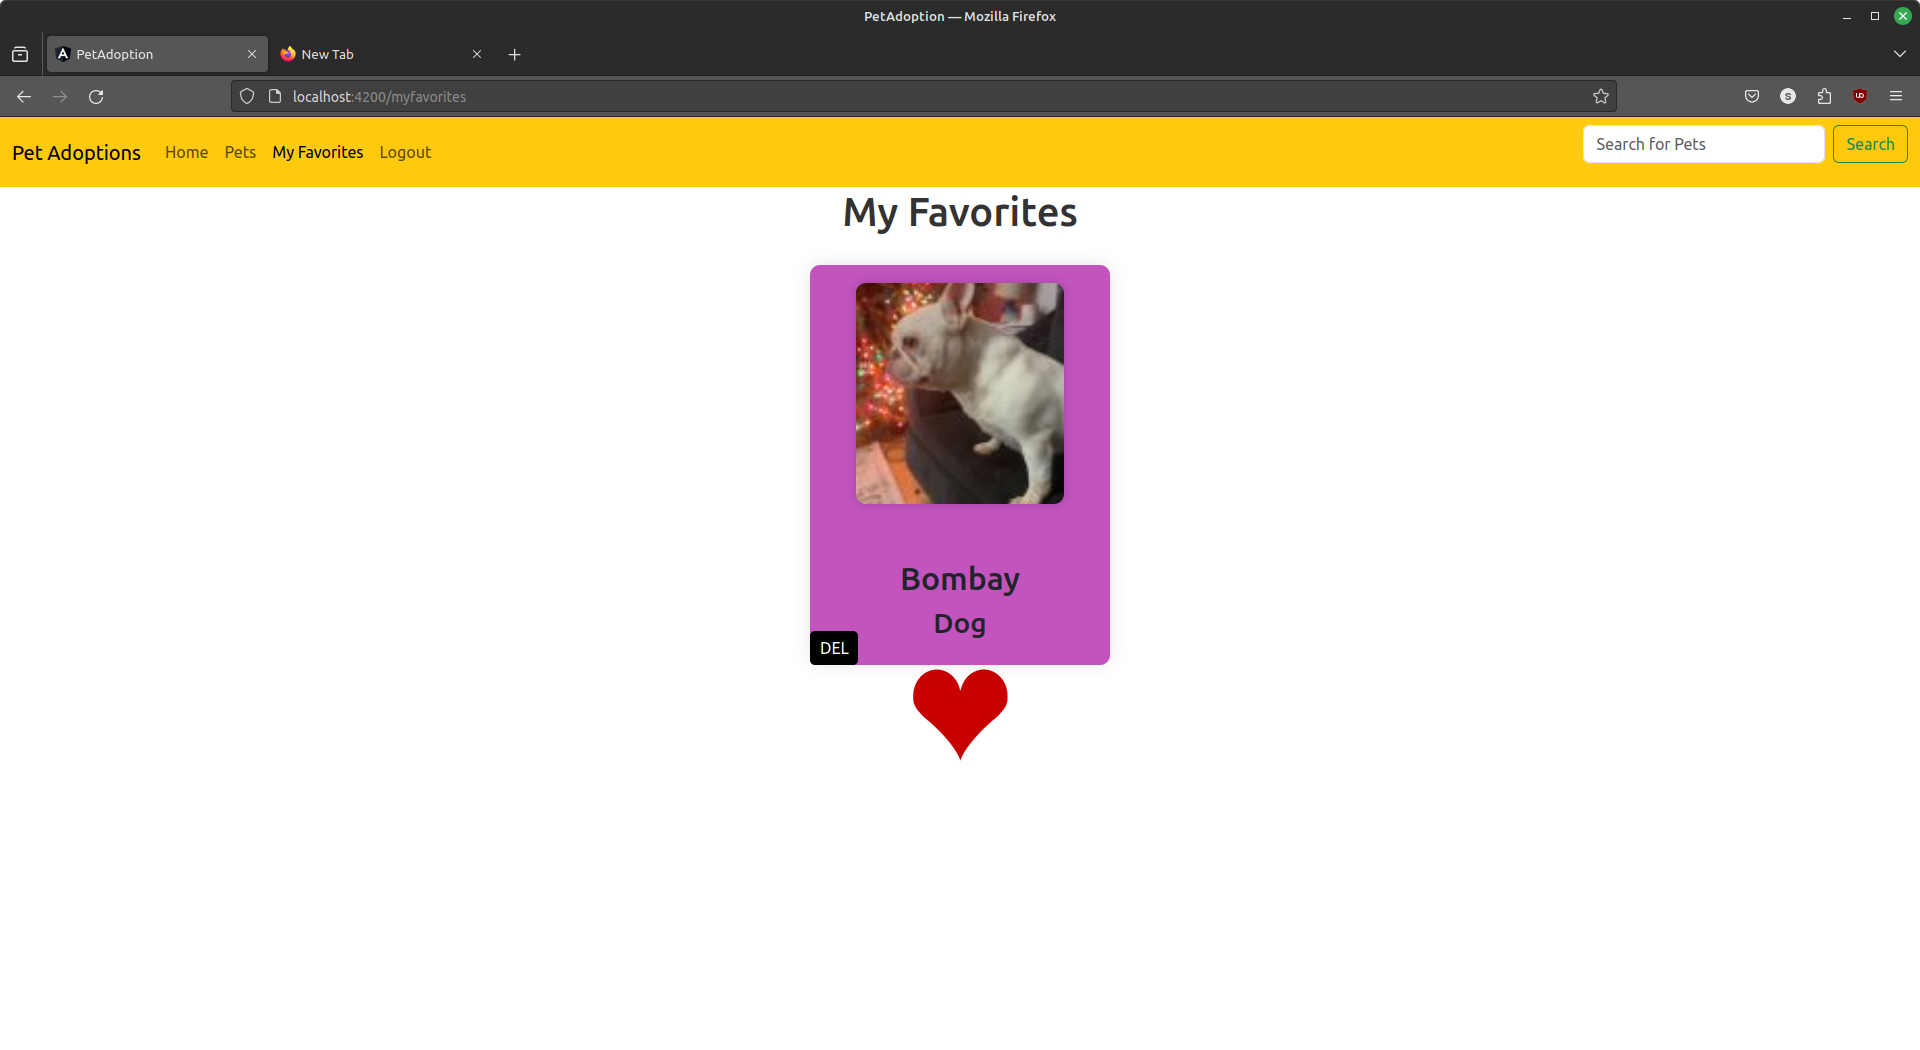 PetAdoption — Mozilla Firefox
PetAdoption
New Tab
localhost:4200/myfavorites
Pet Adoptions Home Pets My Favorites Logout
Search for Pets Search
My Favorites
Bombay
Dog
DEL